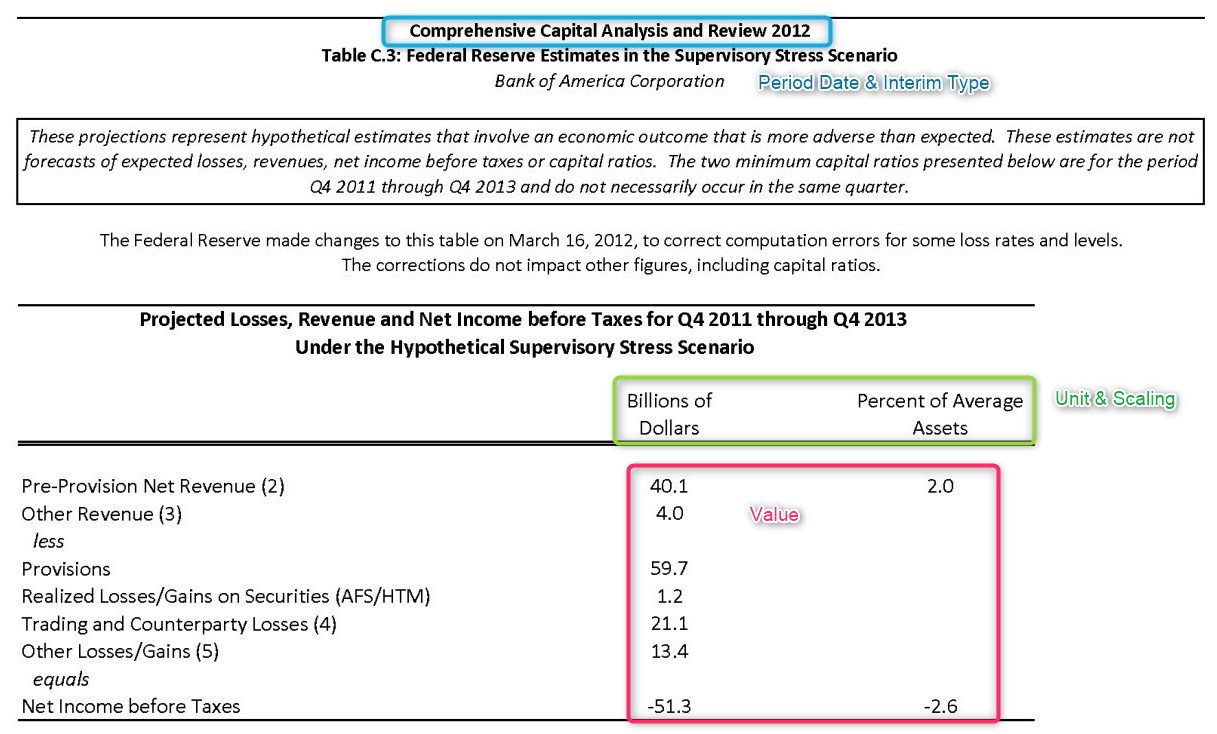 Comprehensive Capital Analysis and Review 2012
Table C.3: Federal Reserve Estimates in the Supervisory Stress Scenario
Bank of America Corporation Period Date & Interim Type
These projections represent hypothetical estimates that involve an economic outcome that is more adverse than expected. These estimates are not
forecasts of expected losses, revenues, net income before taxes or capital ratios. The two minimum capital ratios presented below are for the period
Q4 2011 through Q4 2013 and do not necessarily occur in the same quarter.
The Federal Reserve made changes to this table on March 16, 2012, to correct computation errors for some loss rates and levels.
The corrections do not impact other figures, including capital ratios.
Projected Losses, Revenue and Net Income before Taxes for Q4 2011 through Q4 2013
Under the Hypothetical Supervisory Stress Scenario
Billions of Percent of Average Unit & Scaling
Dollars Assets
Pre-Provision Net Revenue (2) 40.1 2.0
Other Revenue (3) 4.0 Value
less
Provisions 59.7
Realized Losses/Gains on Securities (AFS/HTM) 1.2
Trading and Counterparty Losses (4) 21.1
Other Losses/Gains (5) 13.4
equals
Net Income before Taxes -51.3 -2.6